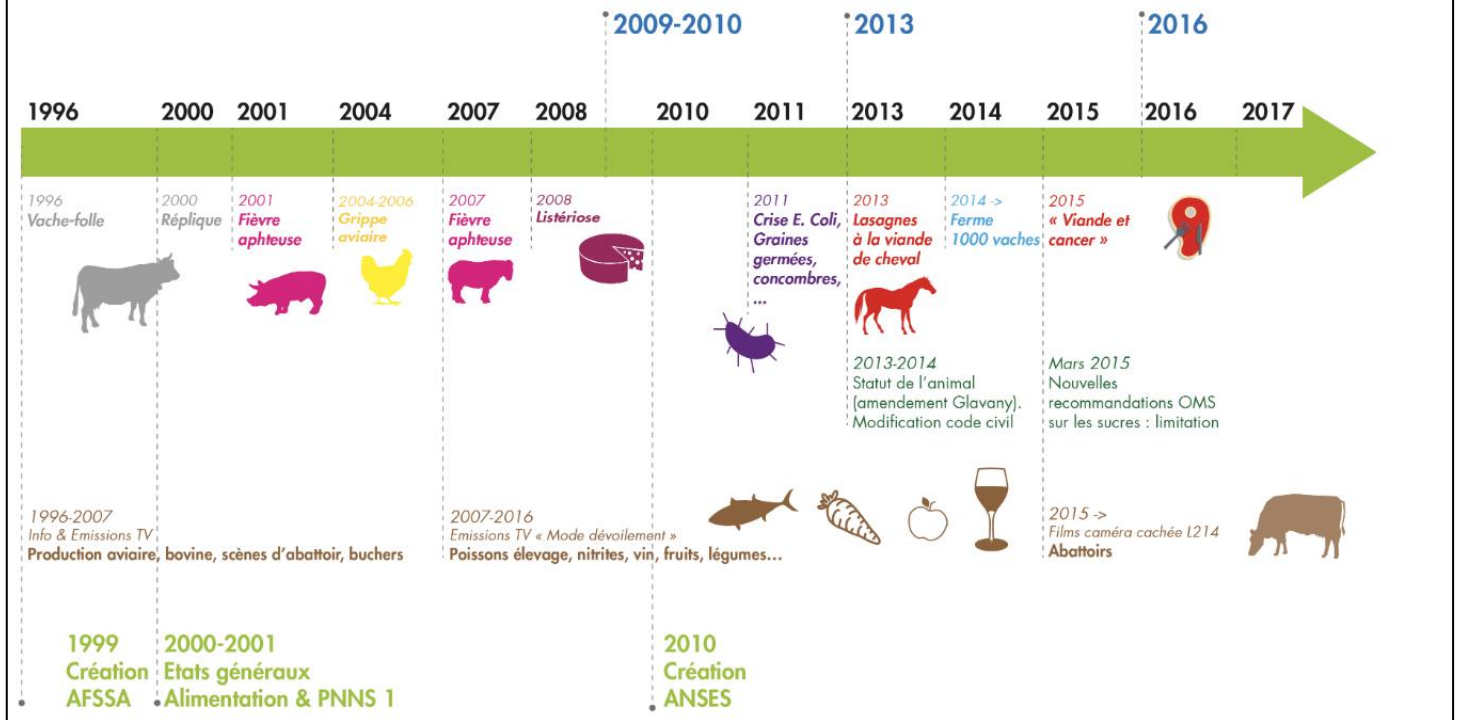 2009-2010
2013
2016
1996
2000
2001
2004
2007
2008
2010
2011
2013
2014
2015
2016
2017
1996
Vache-folle
2000
Réplique
2001
Fièvre
aphteuse
2004-2006
Grippe
aviaire
2007
Fièvre
aphteuse
2008
Listériose
2011
Crise E. Coli,
Graines
germées,
concombres,
...
2013
Lasagnes
à la viande
de cheval
2014 ->
Ferme
1000 vaches
2015
« Viande et
cancer »
2013-2014
Statut de l'animal
(amendement Glavany).
Modification code civil
Mars 2015
Nouvelles
recommandations OMS
sur les sucres : limitation
1996-2007
Info & Emissions TV
Production aviaire, bovine, scènes d'abattoir, buchers
2007-2016
Emissions TV « Mode dévoilement »
Poissons élevage, nitrites, vin, fruits, légumes...
2015 ->
Films caméra cachée L214
Abattoirs
1999
Création
AFSSA
2000-2001
Etats généraux
Alimentation & PNNS 1
2010
Création
ANSES